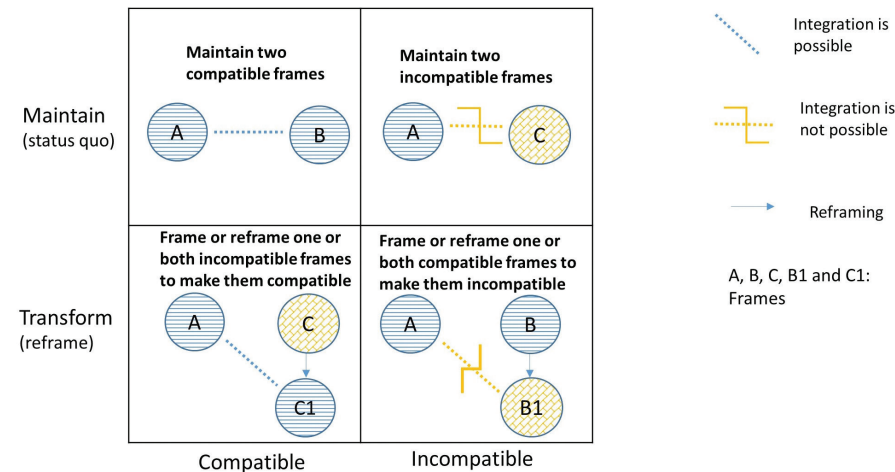 Maintain two
compatible frames
Maintain two
incompatible frames
Maintain
(status quo)
A
B
A
C
Frame or reframe one or
both incompatible frames
to make them compatible
Frame or reframe one or
both compatible frames to
make them incompatible
Transform
(reframe)
A
C
C1
A
B
B1
Compatible
Incompatible
Integration is
possible
Integration is
not possible
Reframing
A, B, C, B1 and C1:
Frames